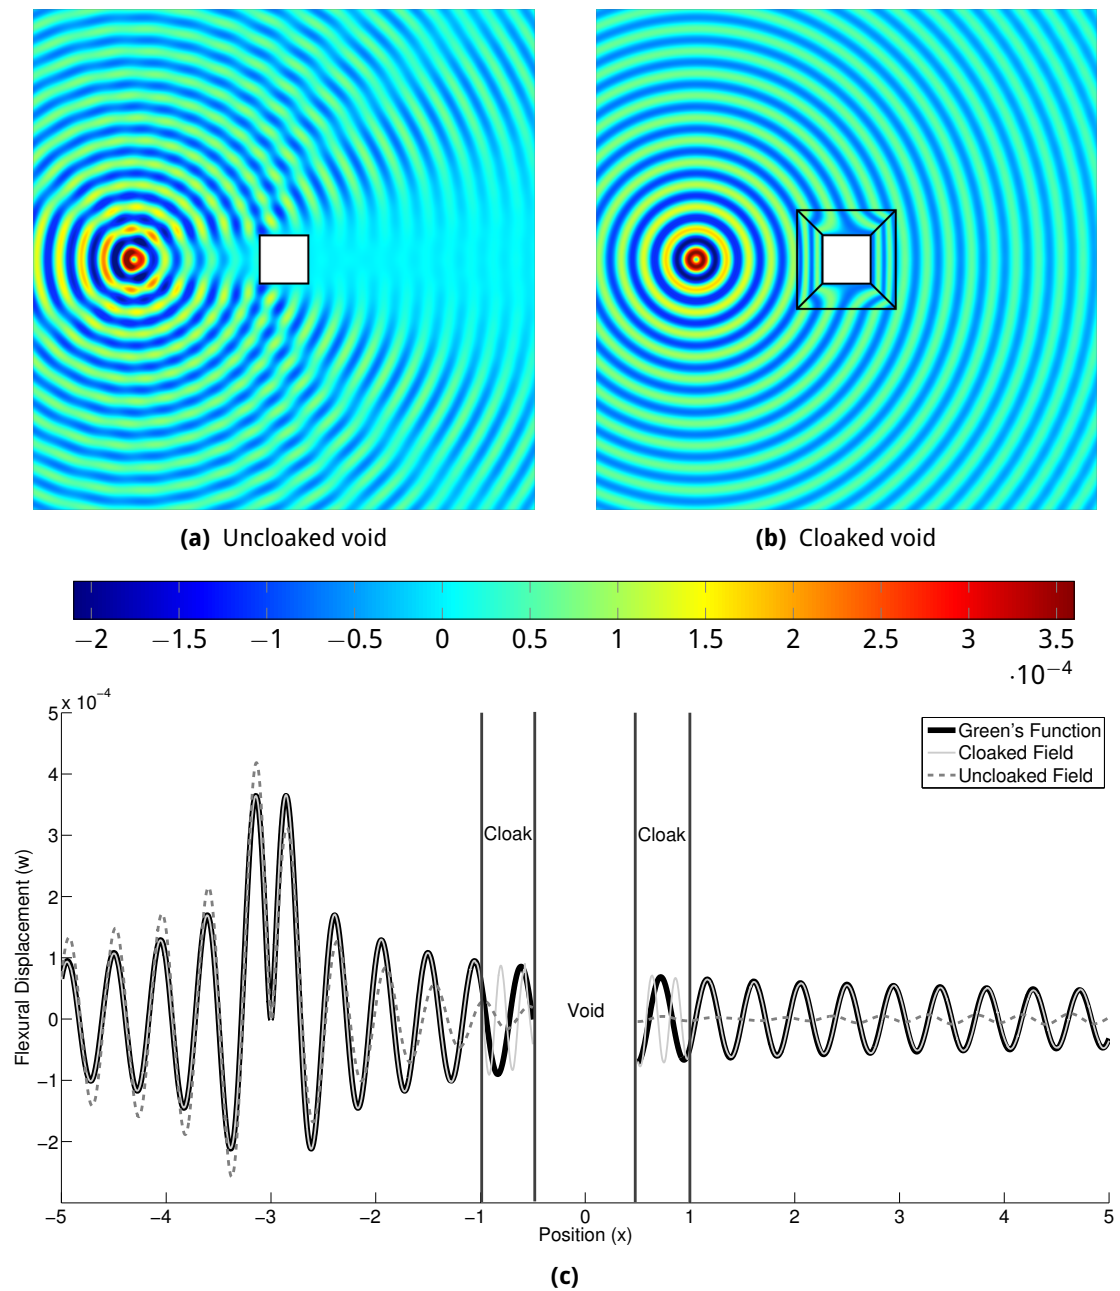 (a) Uncloaked void
(b) Cloaked void
−2 −1.5 −1 −0.5 0 0.5 1 1.5 2 2.5 3 3.5
·10⁻⁴
x 10⁻⁴
5
4
3
2
1
0
−1
−2
Flexural Displacement (w)
Green's Function
Cloaked Field
Uncloaked Field
Cloak
Cloak
Void
−5 −4 −3 −2 −1 0 1 2 3 4 5
Position (x)
(c)